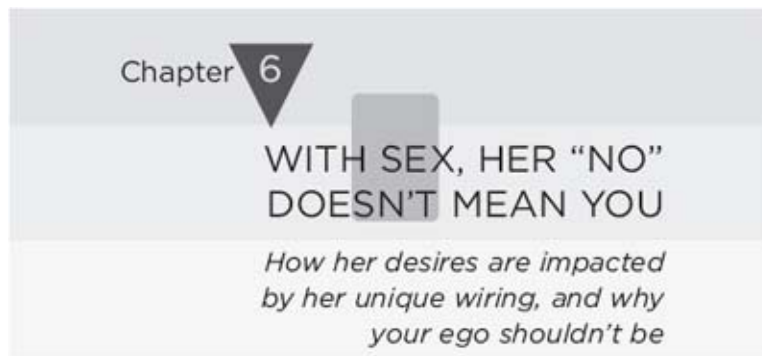 Chapter 6
WITH SEX, HER “NO”
DOESN’T MEAN YOU
How her desires are impacted
by her unique wiring, and why
your ego shouldn’t be